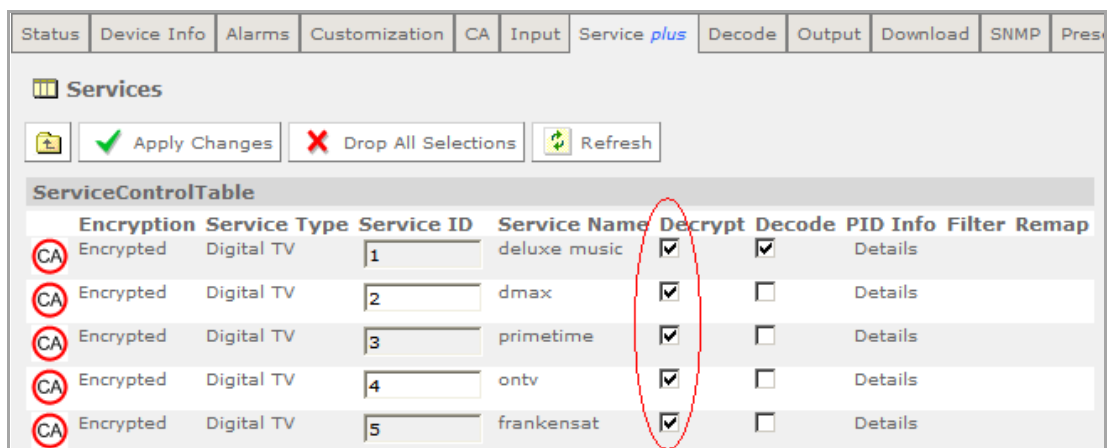 Status Device Info Alarms Customization CA Input Service plus Decode Output Download SNMP
Services
Apply Changes Drop All Selections Refresh
ServiceControlTable
Encryption Service Type Service ID Service Name Decrypt Decode PID Info Filter Remap
CA Encrypted Digital TV 1 deluxe music Details
CA Encrypted Digital TV 2 dmax Details
CA Encrypted Digital TV 3 primetime Details
CA Encrypted Digital TV 4 ontv Details
CA Encrypted Digital TV 5 frankensat Details